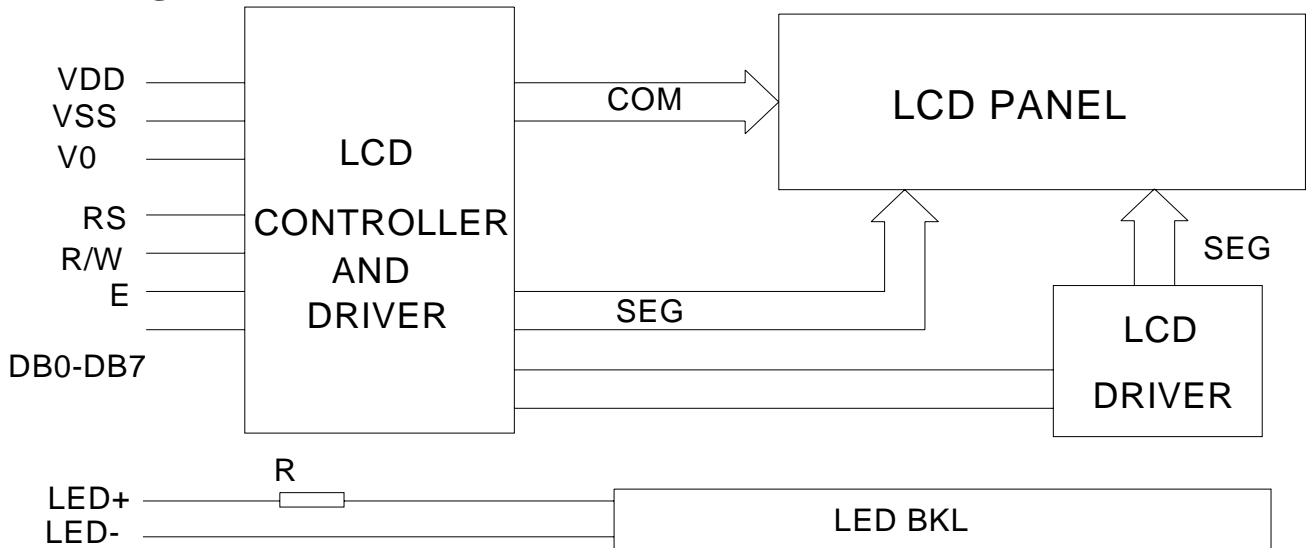 VDD
VSS
V0
RS
R/W
E
DB0-DB7
LCD
CONTROLLER
AND
DRIVER
COM
SEG
LCD PANEL
SEG
LCD
DRIVER
R
LED+
LED-
LED BKL